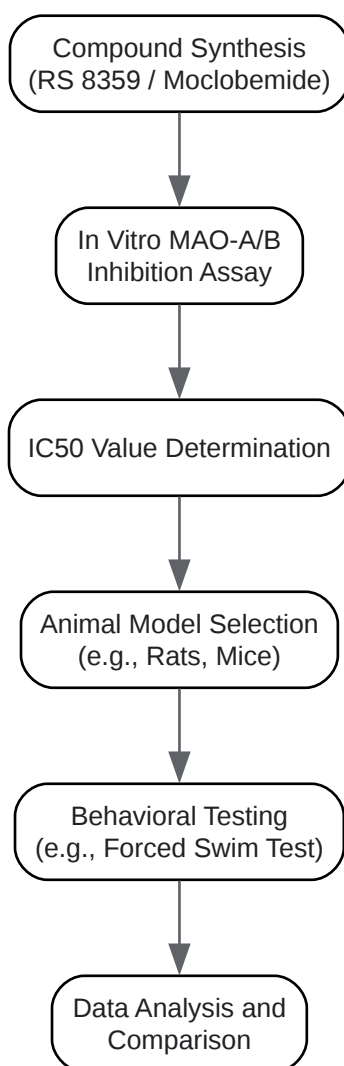 Compound Synthesis
(RS 8359 / Moclobemide)
In Vitro MAO-A/B
Inhibition Assay
IC50 Value Determination
Animal Model Selection
(e.g., Rats, Mice)
Behavioral Testing
(e.g., Forced Swim Test)
Data Analysis and
Comparison